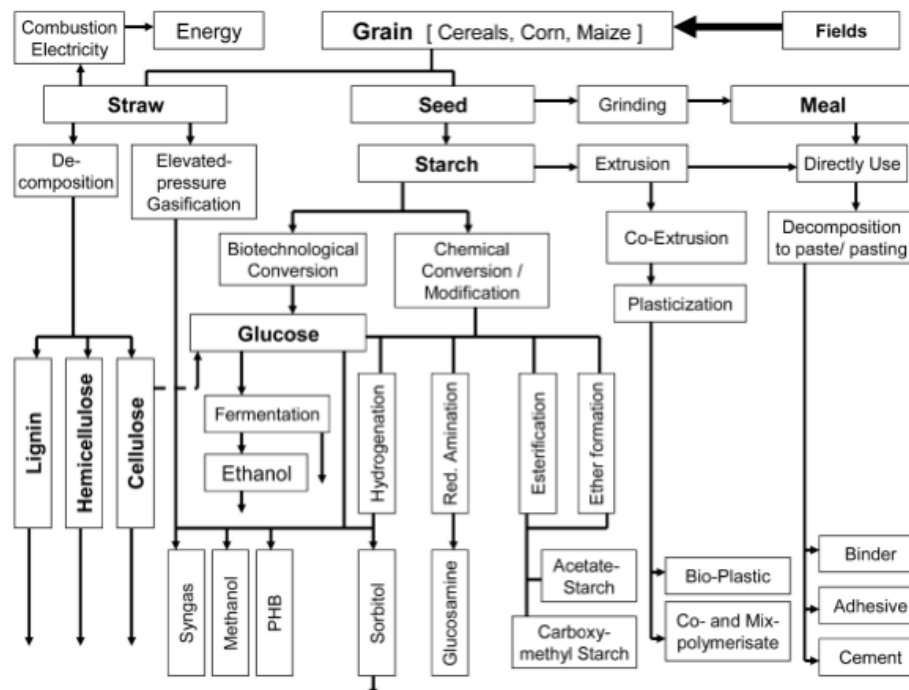 Combustion
Electricity
Energy
Grain [ Cereals, Corn, Maize ]
Fields
Straw
Seed
Grinding
Meal
De-
composition
Elevated-
pressure
Gasification
Starch
Extrusion
Directly Use
Biotechnological
Conversion
Chemical
Conversion /
Modification
Co-Extrusion
Decomposition
to paste/ pasting
Plasticization
Glucose
Lignin
Hemicellulose
Cellulose
Fermentation
Ethanol
Hydrogenation
Red. Amination
Esterification
Ether formation
Syngas
Methanol
PHB
Sorbitol
Glucosamine
Acetate-
Starch
Carboxy-
methyl Starch
Bio-Plastic
Co- and Mix-
polymerisate
Binder
Adhesive
Cement